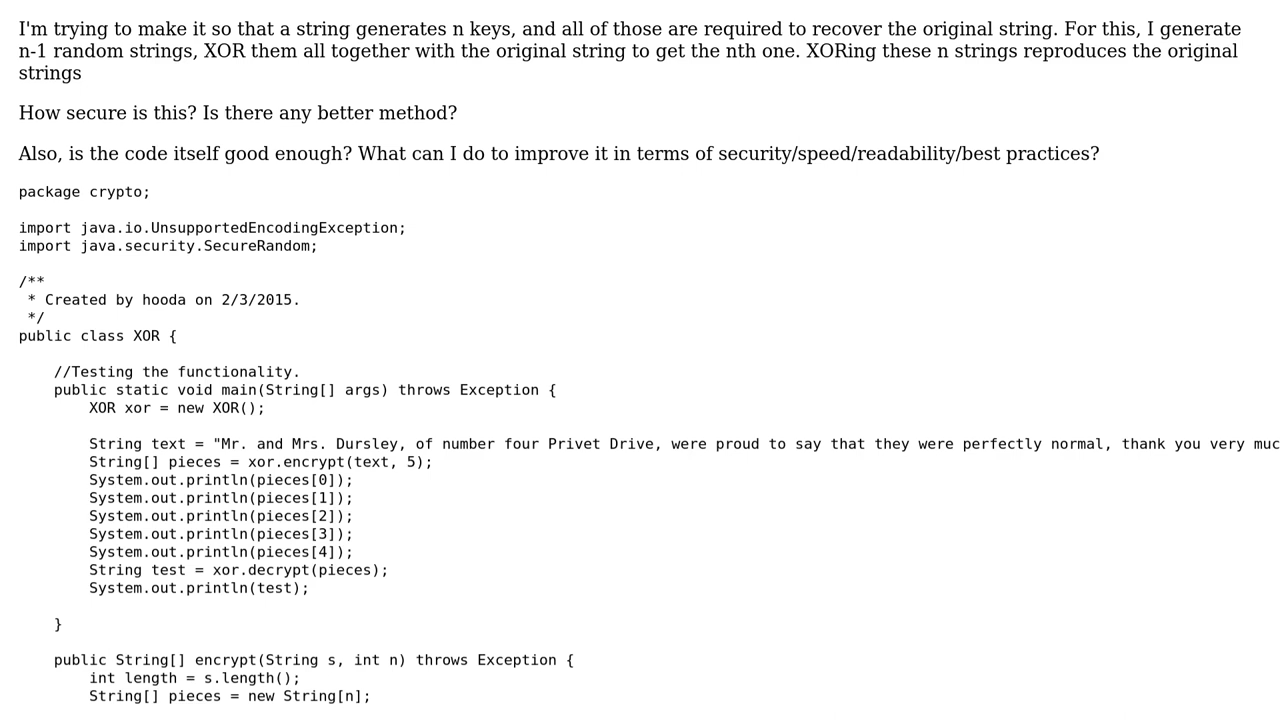 I'm trying to make it so that a string generates n keys, and all of those are required to recover the original string. For this, I generate
n-1 random strings, XOR them all together with the original string to get the nth one. XORing these n strings reproduces the original
strings
How secure is this? Is there any better method?
Also, is the code itself good enough? What can I do to improve it in terms of security/speed/readability/best practices?
package crypto;
import java.io.UnsupportedEncodingException;
import java.security.SecureRandom;
/**
 * Created by hooda on 2/3/2015.
 */
public class XOR {
    //Testing the functionality.
    public static void main(String[] args) throws Exception {
        XOR xor = new XOR();
        String text = "Mr. and Mrs. Dursley, of number four Privet Drive, were proud to say that they were perfectly normal, thank you very muc
        String[] pieces = xor.encrypt(text, 5);
        System.out.println(pieces[0]);
        System.out.println(pieces[1]);
        System.out.println(pieces[2]);
        System.out.println(pieces[3]);
        System.out.println(pieces[4]);
        String test = xor.decrypt(pieces);
        System.out.println(test);
    }
    public String[] encrypt(String s, int n) throws Exception {
        int length = s.length();
        String[] pieces = new String[n];